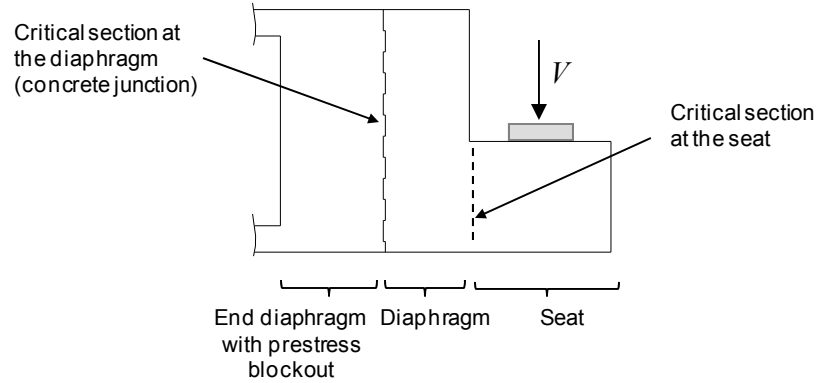 Critical section at
the diaphragm
(concrete junction)
V
Critical section
at the seat
End diaphragm
with prestress
blockout
Diaphragm
Seat